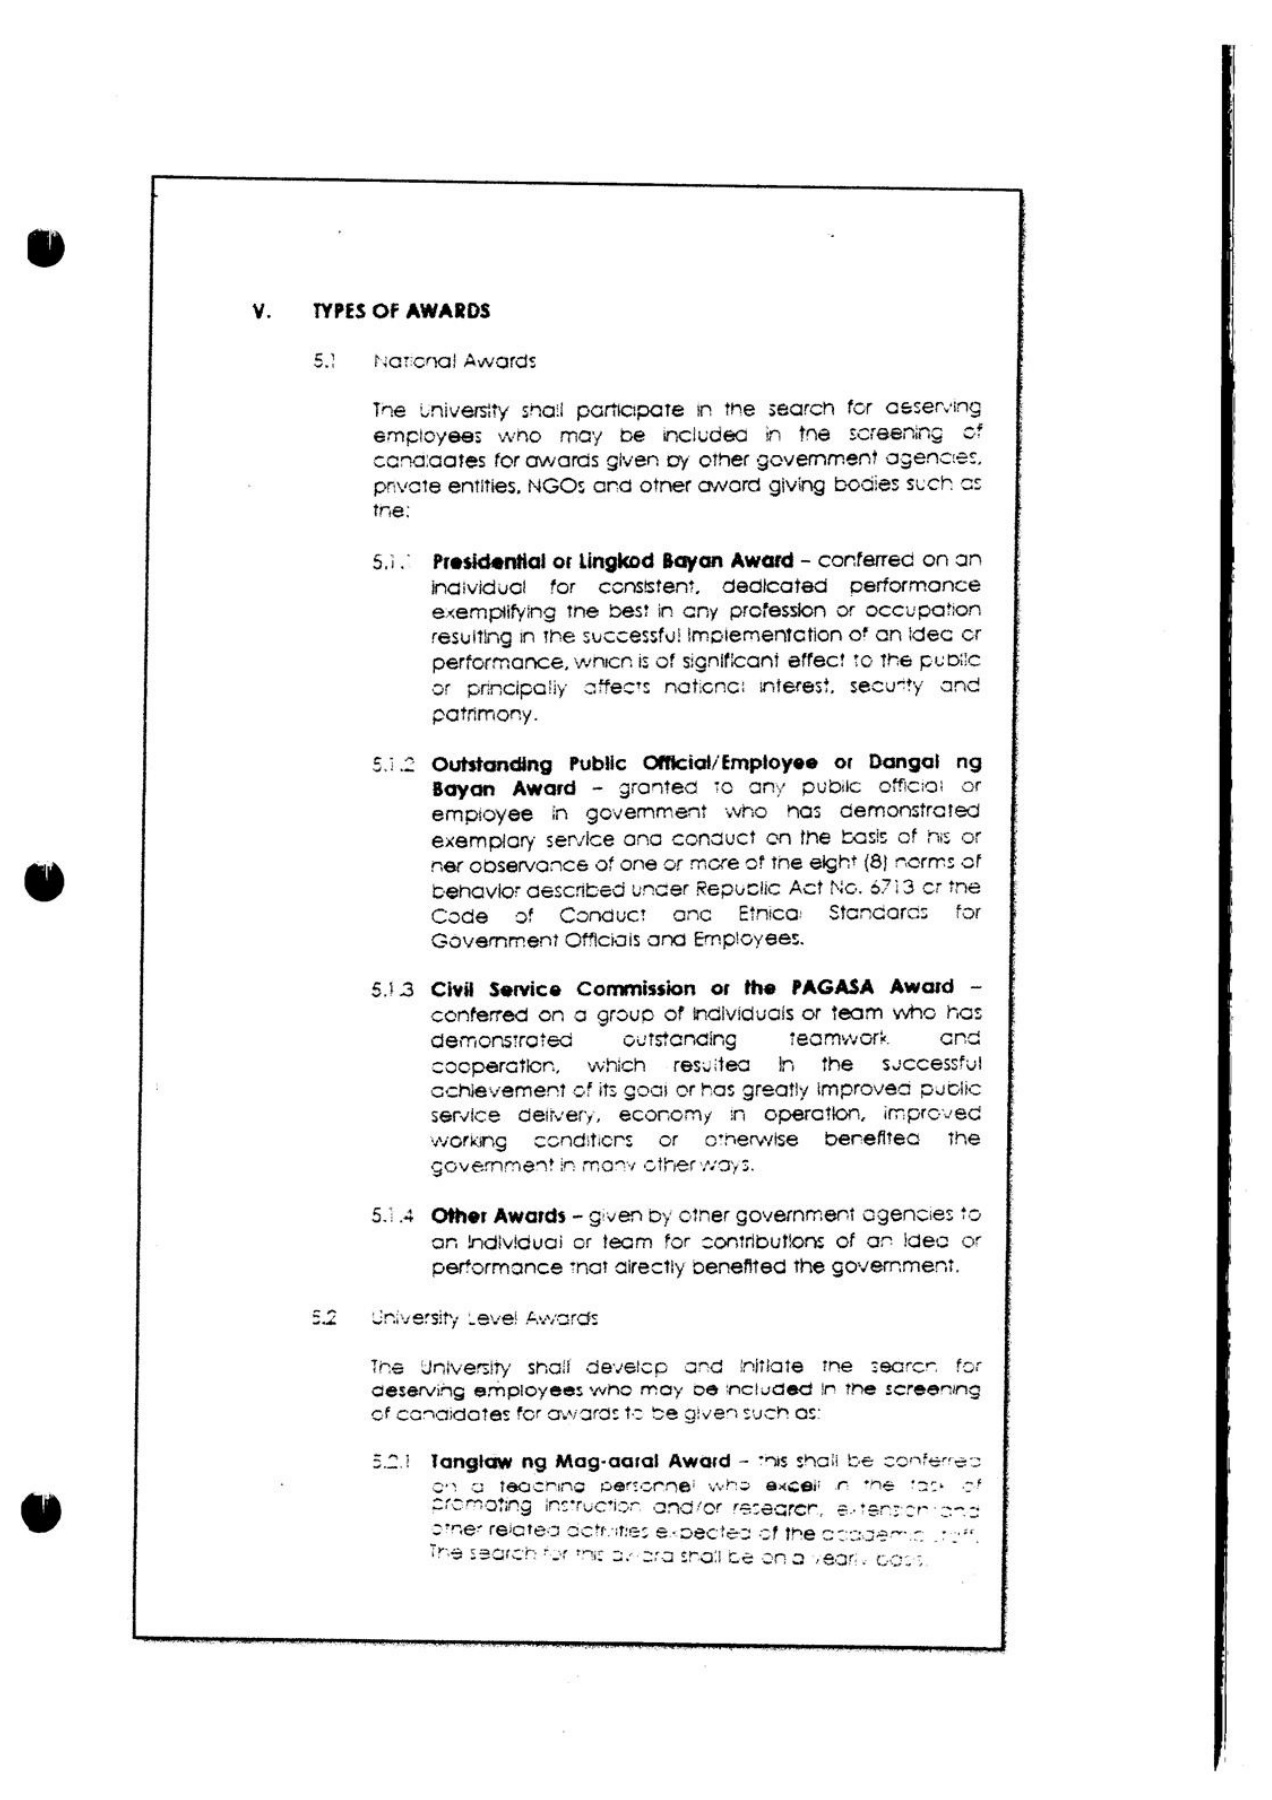 V. TYPES OF AWARDS
5.1 National Awards
The University shall participate in the search for deserving
employees who may be included in the screening of
candidates for awards given by other government agencies,
private entities, NGOs and other award giving bodies such as
the:
5.1.1 Presidential or Lingkod Bayan Award – conferred on an
individual for consistent, dedicated performance
exemplifying the best in any profession or occupation
resulting in the successful implementation of an idea or
performance, which is of significant effect to the public
or principally affects national interest, security and
patrimony.
5.1.2 Outstanding Public Official/Employee or Dangal ng
Bayan Award – granted to any public official or
employee in government who has demonstrated
exemplary service and conduct on the basis of his or
her observance of one or more of the eight (8) norms of
behavior described under Republic Act No. 6713 or the
Code of Conduct and Ethical Standards for
Government Officials and Employees.
5.1.3 Civil Service Commission or the PAGASA Award –
conferred on a group of individuals or team who has
demonstrated outstanding teamwork and
cooperation, which resulted in the successful
achievement of its goal or has greatly improved public
service delivery, economy in operation, improved
working conditions or otherwise benefited the
government in many other ways.
5.1.4 Other Awards – given by other government agencies to
an individual or team for contributions of an idea or
performance that directly benefited the government.
5.2 University Level Awards
The University shall develop and initiate the search for
deserving employees who may be included in the screening
of candidates for awards to be given such as:
5.2.1 Tanglaw ng Mag-aaral Award – this shall be conferred
on a teaching personnel who excel in the task of
promoting instruction and/or research, extension and
other related activities expected of the academic staff.
The search for this award shall be on a yearly basis.